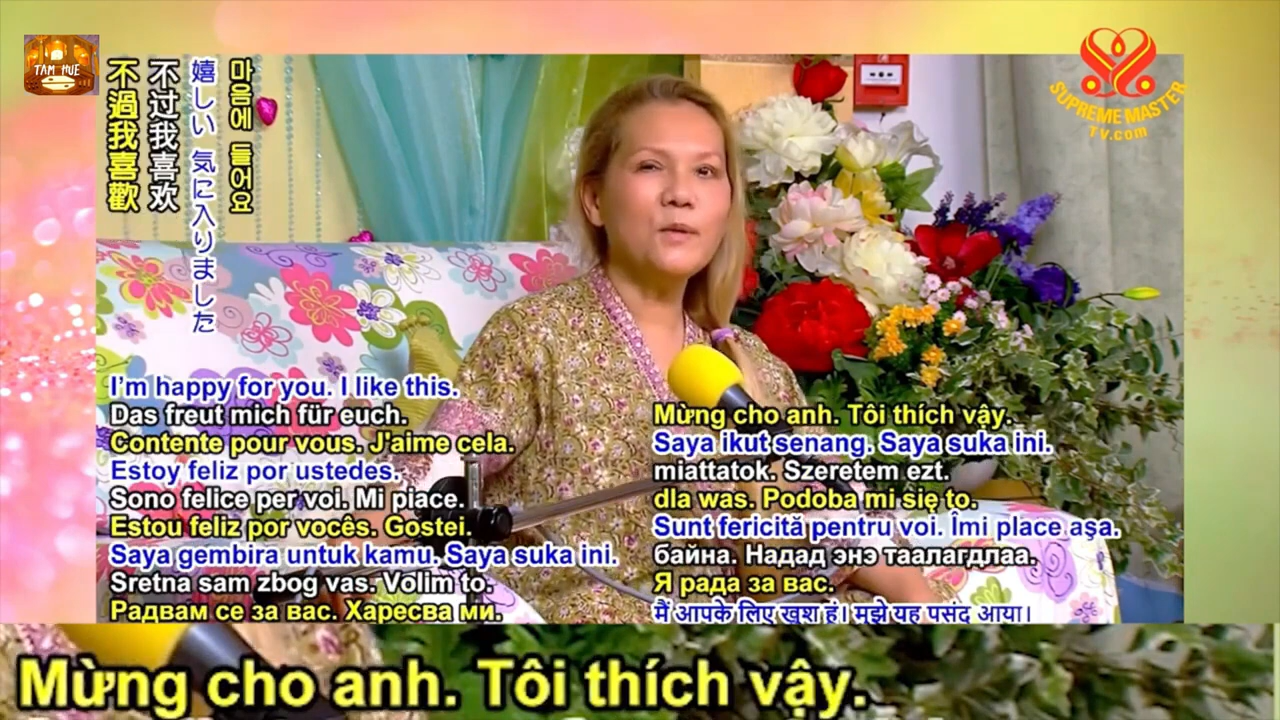 TAM HUE
不過我喜歡
不过我喜欢
嬉しい 気に入りました
마음에 들어요
SUPREME MASTER
TV.com
I'm happy for you. I like this.
Das freut mich für euch.
Contente pour vous. J'aime cela.
Estoy feliz por ustedes.
Sono felice per voi. Mi piace.
Estou feliz por vocês. Gostei.
Saya gembira untuk kamu. Saya suka ini.
Sretna sam zbog vas. Volim to.
Радвам се за вас. Харесва ми.
Mừng cho anh. Tôi thích vậy.
Saya ikut senang. Saya suka ini.
miattatok. Szeretem ezt.
dla was. Podoba mi się to.
Sunt fericită pentru voi. Îmi place aşa.
байна. Надад энэ таалагдлаа.
Я рада за вас.
मैं आपके लिए खुश हूं। मुझे यह पसंद आया।
Mừng cho anh. Tôi thích vậy.